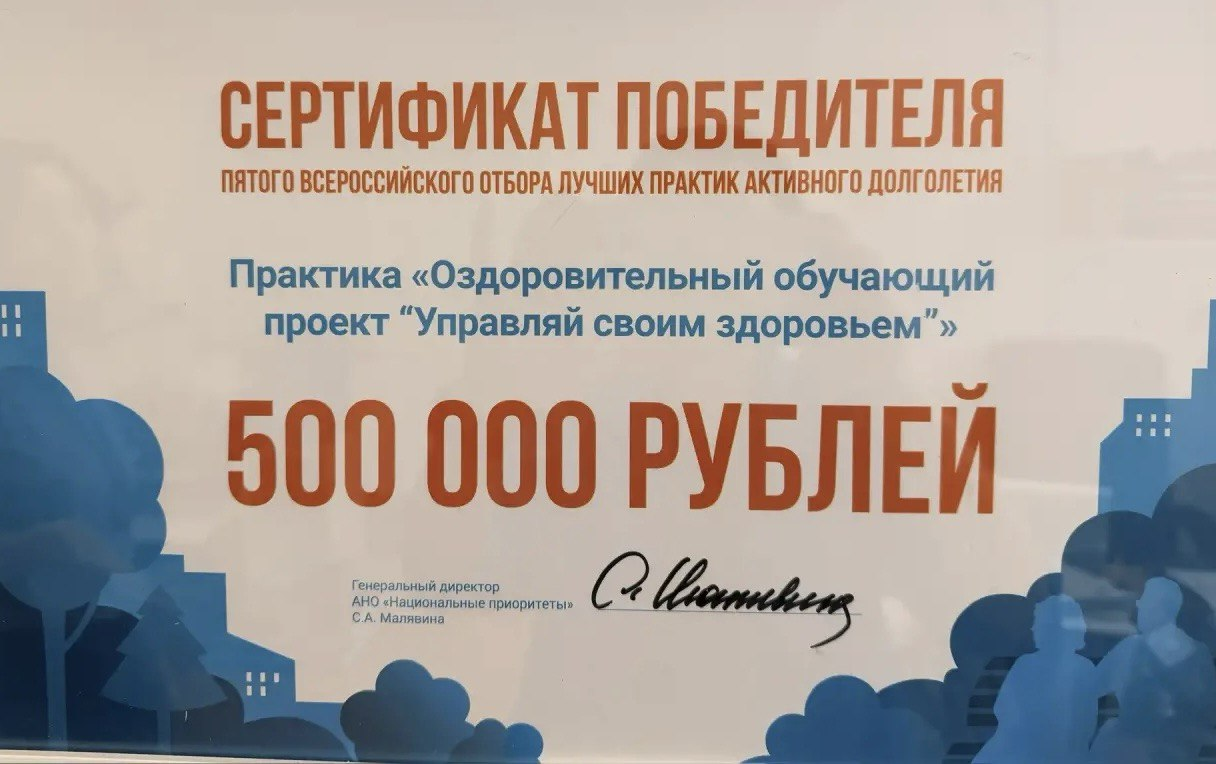 СЕРТИФИКАТ ПОБЕДИТЕЛЯ
ПЯТОГО ВСЕРОССИЙСКОГО ОТБОРА ЛУЧШИХ ПРАКТИК АКТИВНОГО ДОЛГОЛЕТИЯ
Практика «Оздоровительный обучающий
проект “Управляй своим здоровьем”»
500 000 РУБЛЕЙ
Генеральный директор
АНО «Национальные приоритеты»
С.А. Малявина